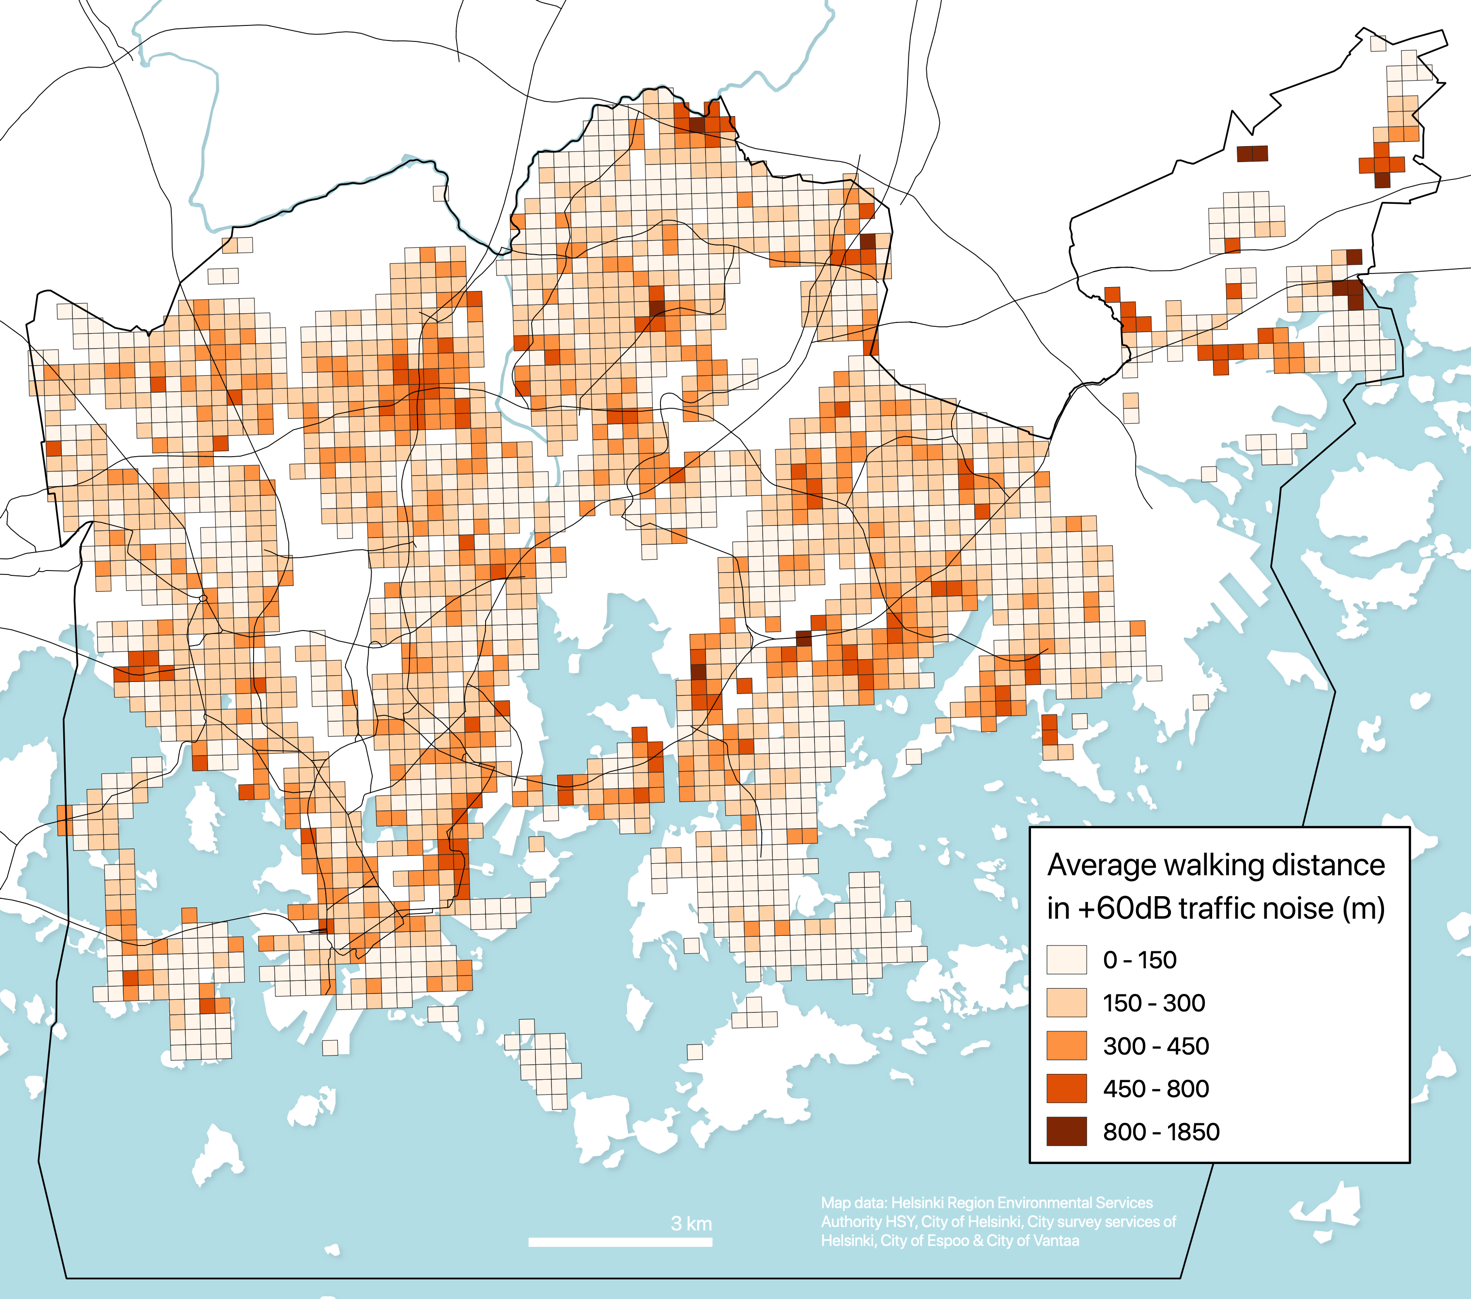 Average walking distance
in +60dB traffic noise (m)
0 - 150
150 - 300
300 - 450
450 - 800
800 - 1850
3 km
Map data: Helsinki Region Environmental Services
Authority HSY, City of Helsinki, City survey services of
Helsinki, City of Espoo & City of Vantaa